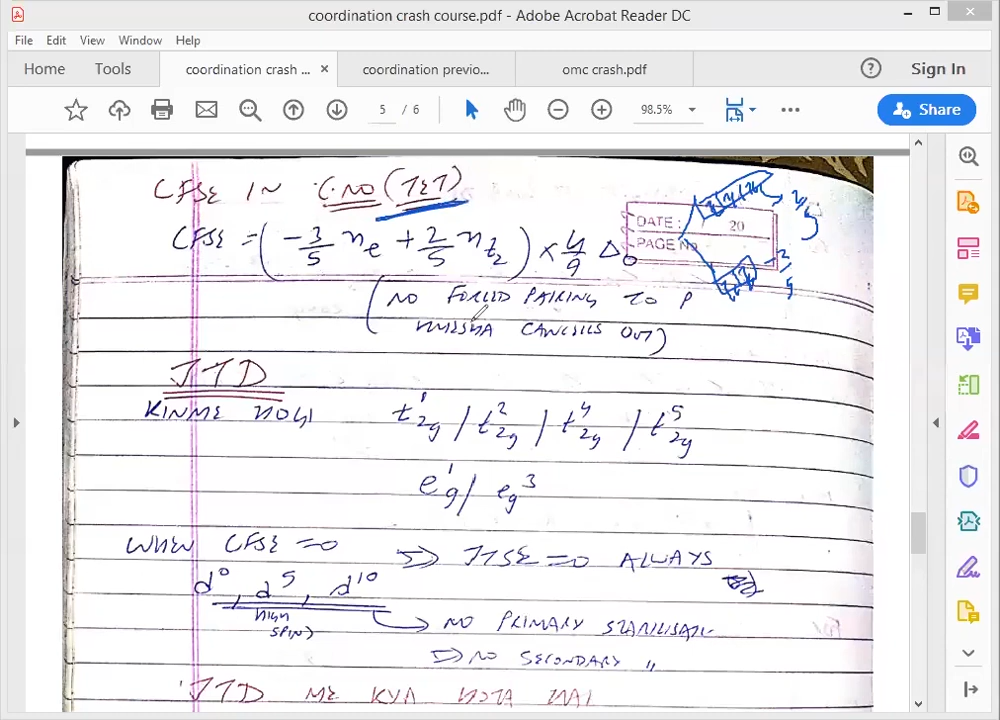 coordination crash course.pdf - Adobe Acrobat Reader DC
File Edit View Window Help
Home Tools coordination crash ... × coordination previo... omc crash.pdf Sign In
5 / 6 98.5% Share
CFSE IN C.NO (TET)
DATE: 20
PAGE No
CFSE = ( -3/5 ne + 2/5 nt2 ) × 4/9 Δo
(NO FORCED PAIRING TO P
HAMESHA CANCELS OUT)
JTD
KINME HOGI t2g¹ / t2g² / t2g⁴ / t2g⁵
eg¹ / eg³
WHEN CFSE = 0 ⇒ JTSE = 0 ALWAYS
d⁰, d⁵, d¹⁰
HIGH
SPIN)
NO PRIMARY STABILISAT
⇒ NO SECONDARY "
JTD ME KYA HOTA HAI